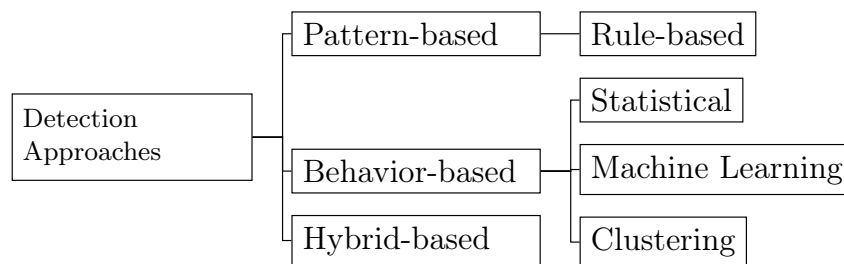 Pattern-based
Rule-based
Statistical
Detection
Approaches
Behavior-based
Machine Learning
Hybrid-based
Clustering